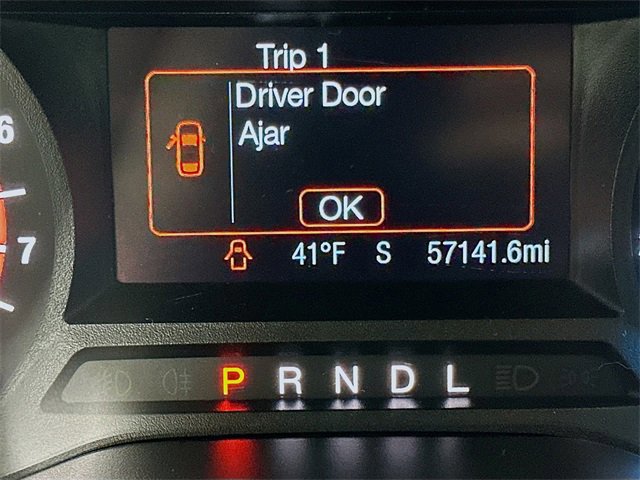 Trip 1
Driver Door
Ajar
OK
41°F S 57141.6mi
6
7
P R N D L